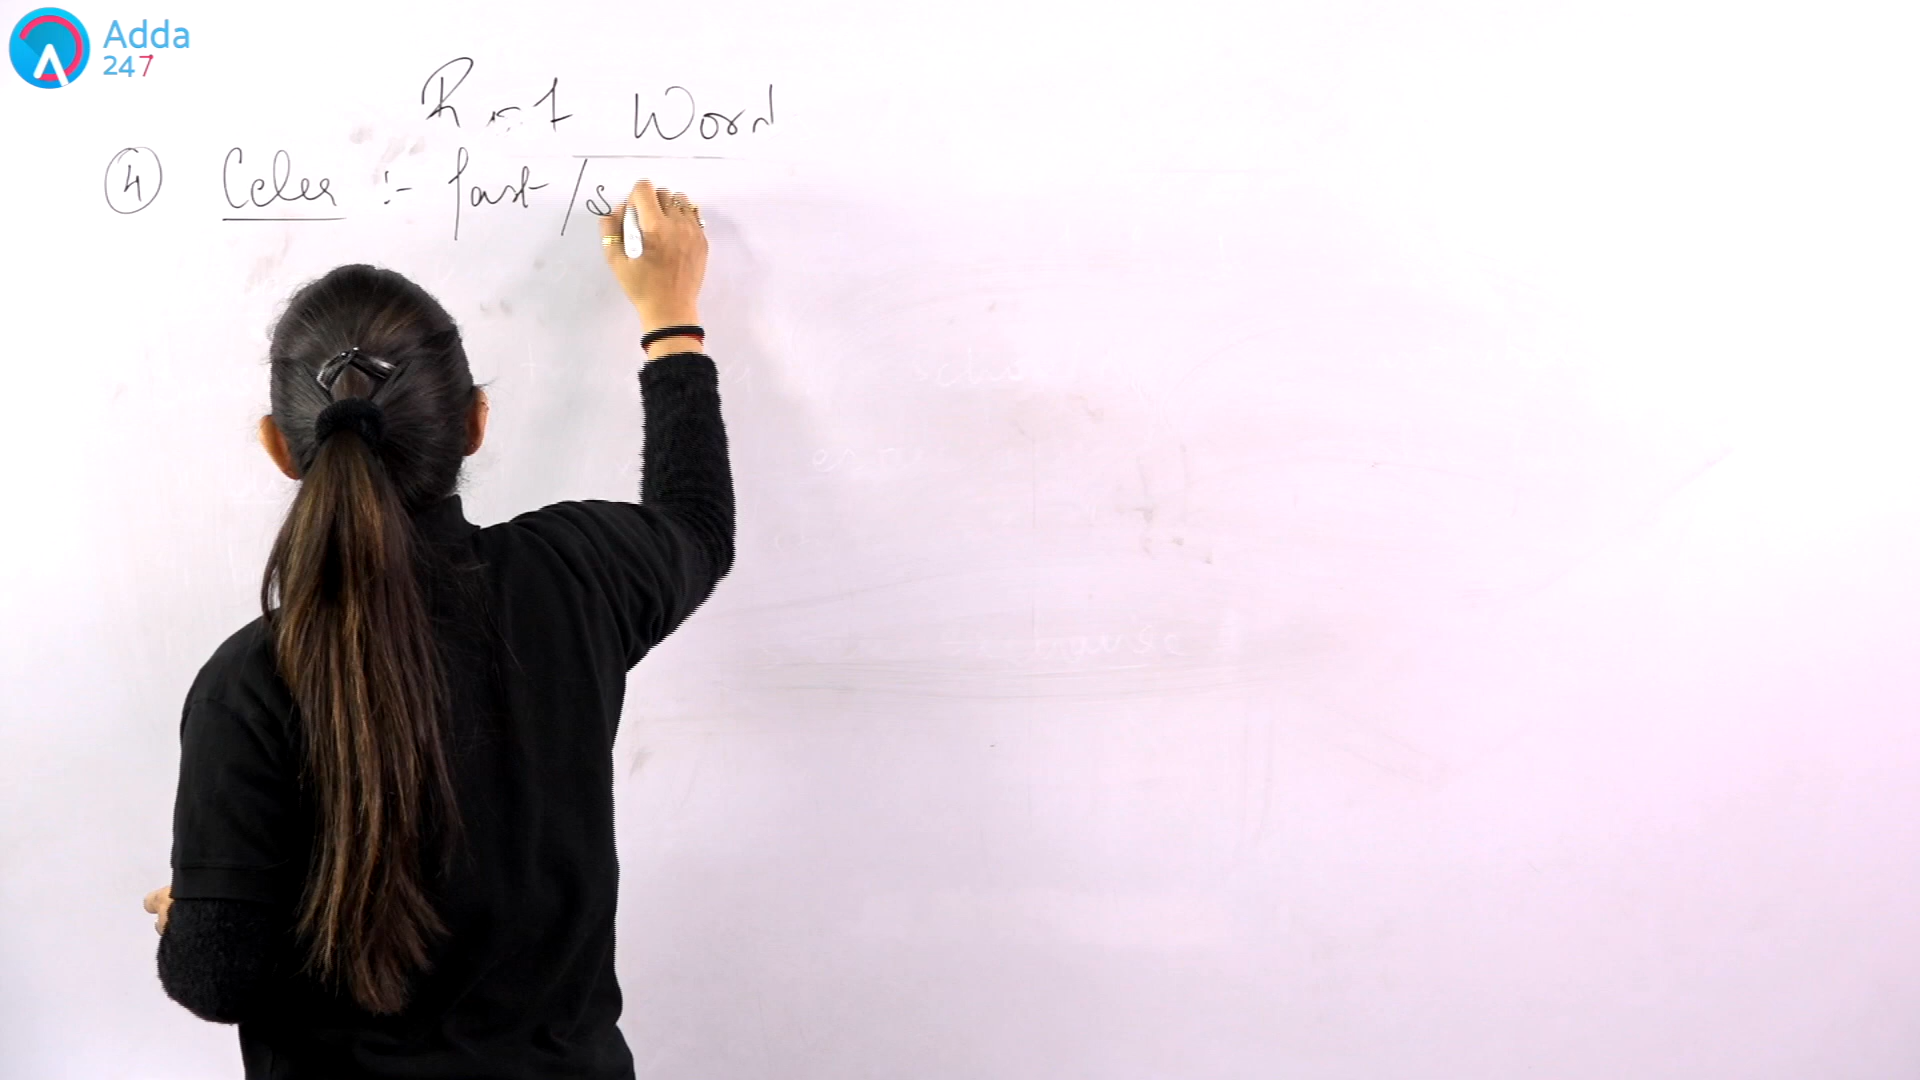 Adda
247
Root Word
④ Celer :- fast / s